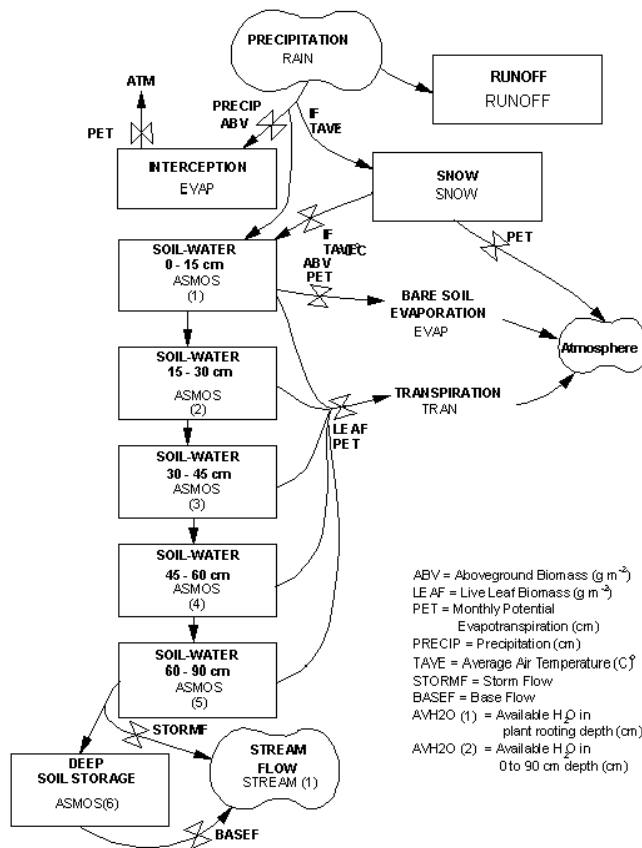 PRECIPITATION
RAIN
RUNOFF
RUNOFF
ATM
PET
PRECIP
ABV
IF
TAVE
INTERCEPTION
EVAP
SNOW
SNOW
IF
TAVE
PET
SOIL-WATER
0 - 15 cm
ASMOS
(1)
ABV
PET
BARE SOIL
EVAPORATION
EVAP
Atmosphere
SOIL-WATER
15 - 30 cm
ASMOS
(2)
TRANSPIRATION
TRAN
LEAF
PET
SOIL-WATER
30 - 45 cm
ASMOS
(3)
SOIL-WATER
45 - 60 cm
ASMOS
(4)
SOIL-WATER
60 - 90 cm
ASMOS
(5)
STORMF
DEEP
SOIL STORAGE
ASMOS(6)
STREAM
FLOW
STREAM (1)
BASEF
ABV = Aboveground Biomass (g m⁻²)
LEAF = Live Leaf Biomass (g m⁻²)
PET = Monthly Potential
Evapotranspiration (cm)
PRECIP = Precipitation (cm)
TAVE = Average Air Temperature (C)°
STORMF = Storm Flow
BASEF = Base Flow
AVH2O (1) = Available H₂O in
plant rooting depth (cm)
AVH2O (2) = Available H₂O in
0 to 90 cm depth (cm)